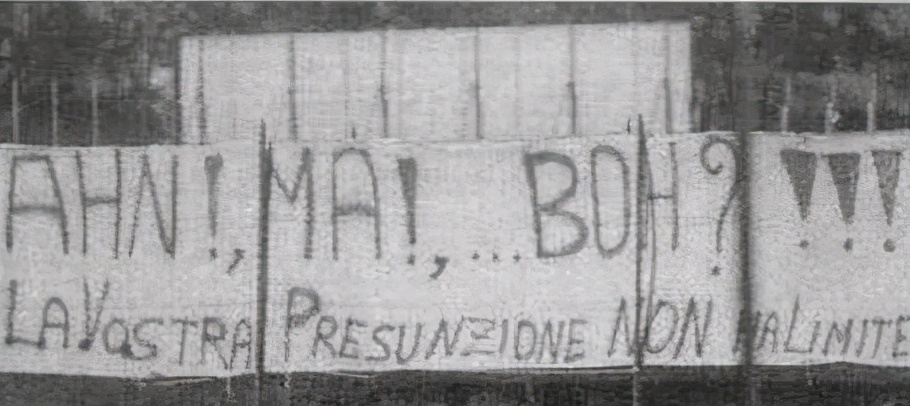 AHN!, MA!,...BOH? !!!
LA VOSTRA PRESUNZIONE NON HA LIMITE